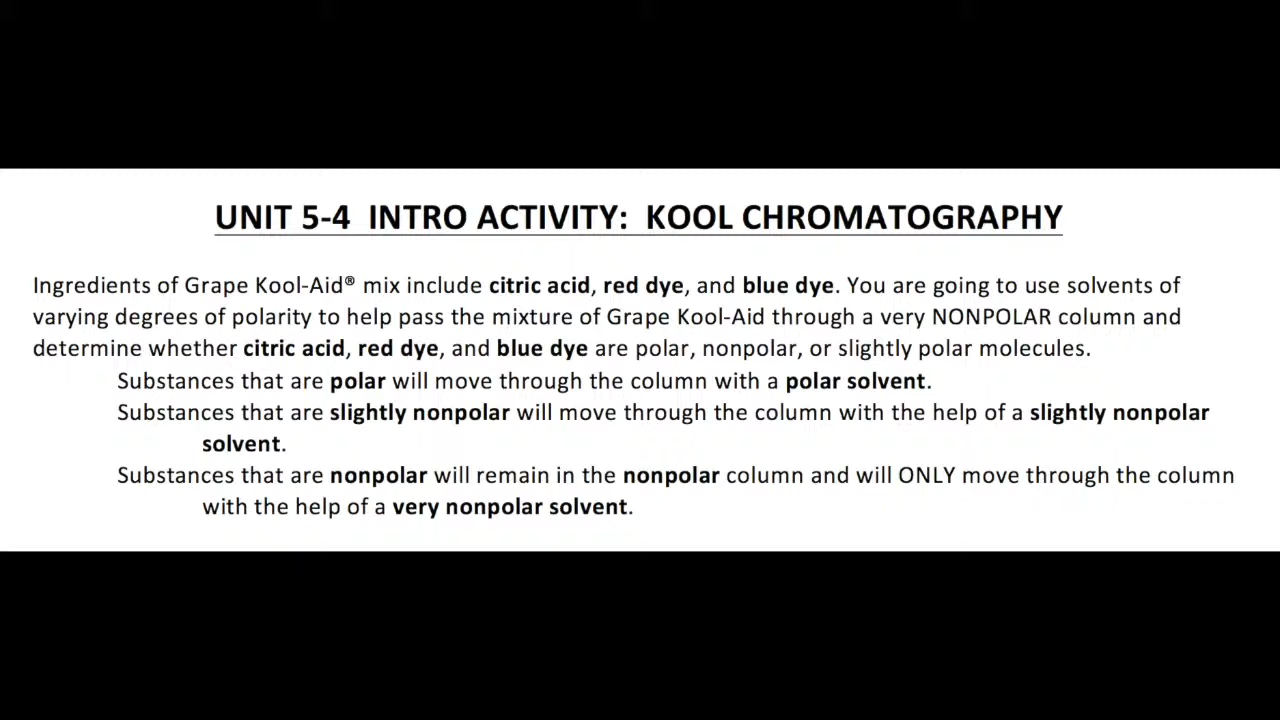 UNIT 5-4  INTRO ACTIVITY:  KOOL CHROMATOGRAPHY
Ingredients of Grape Kool-Aid® mix include citric acid, red dye, and blue dye. You are going to use solvents of
varying degrees of polarity to help pass the mixture of Grape Kool-Aid through a very NONPOLAR column and
determine whether citric acid, red dye, and blue dye are polar, nonpolar, or slightly polar molecules.
Substances that are polar will move through the column with a polar solvent.
Substances that are slightly nonpolar will move through the column with the help of a slightly nonpolar
solvent.
Substances that are nonpolar will remain in the nonpolar column and will ONLY move through the column
with the help of a very nonpolar solvent.